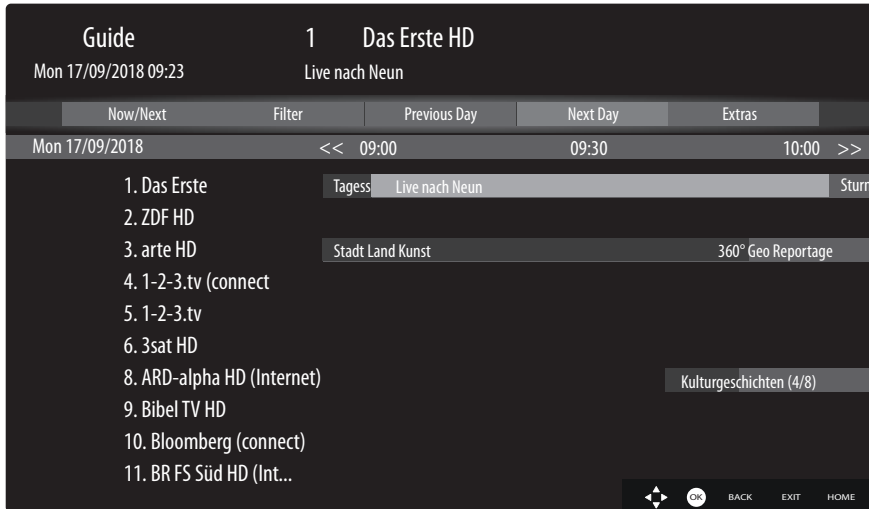 Guide 1 Das Erste HD
Mon 17/09/2018 09:23 Live nach Neun
Now/Next Filter Previous Day Next Day Extras
Mon 17/09/2018 << 09:00 09:30 10:00 >>
1. Das Erste Tagess Live nach Neun Sturm
2. ZDF HD
3. arte HD Stadt Land Kunst 360° Geo Reportage
4. 1-2-3.tv (connect
5. 1-2-3.tv
6. 3sat HD
8. ARD-alpha HD (Internet) Kulturgeschichten (4/8)
9. Bibel TV HD
10. Bloomberg (connect)
11. BR FS Süd HD (Int...
OK BACK EXIT HOME